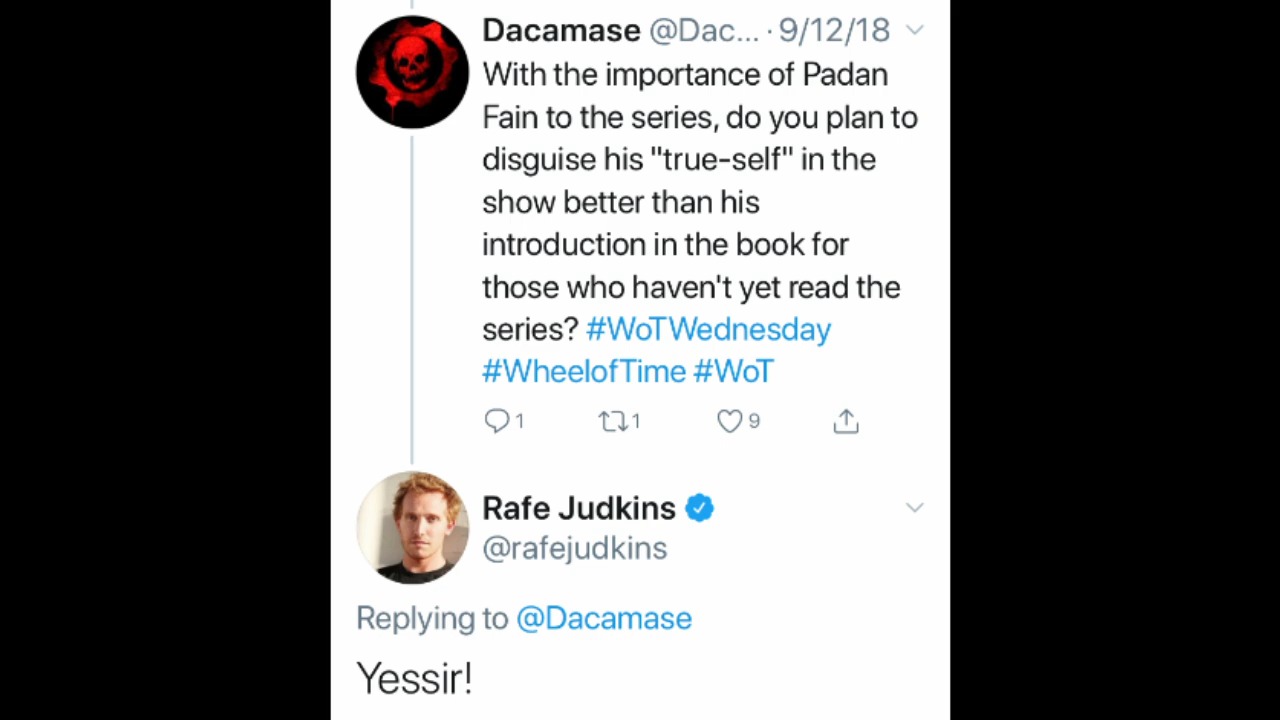 Dacamase @Dac... · 9/12/18
With the importance of Padan
Fain to the series, do you plan to
disguise his "true-self" in the
show better than his
introduction in the book for
those who haven't yet read the
series? #WoTWednesday
#WheelofTime #WoT
1 1 9
Rafe Judkins
@rafejudkins
Replying to @Dacamase
Yessir!